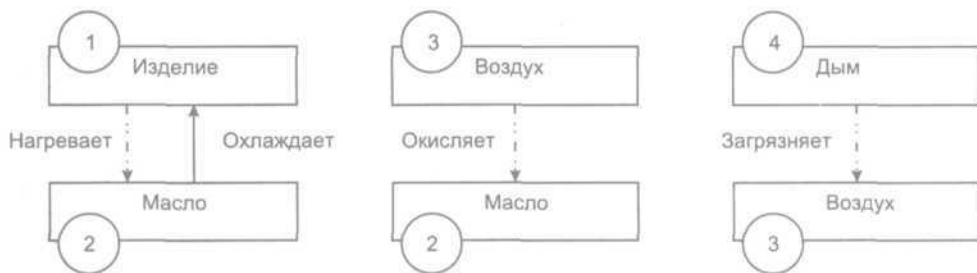 1
3
4
Изделие
Воздух
Дым
Нагревает
Охлаждает
Окисляет
Загрязняет
Масло
Масло
Воздух
2
2
3